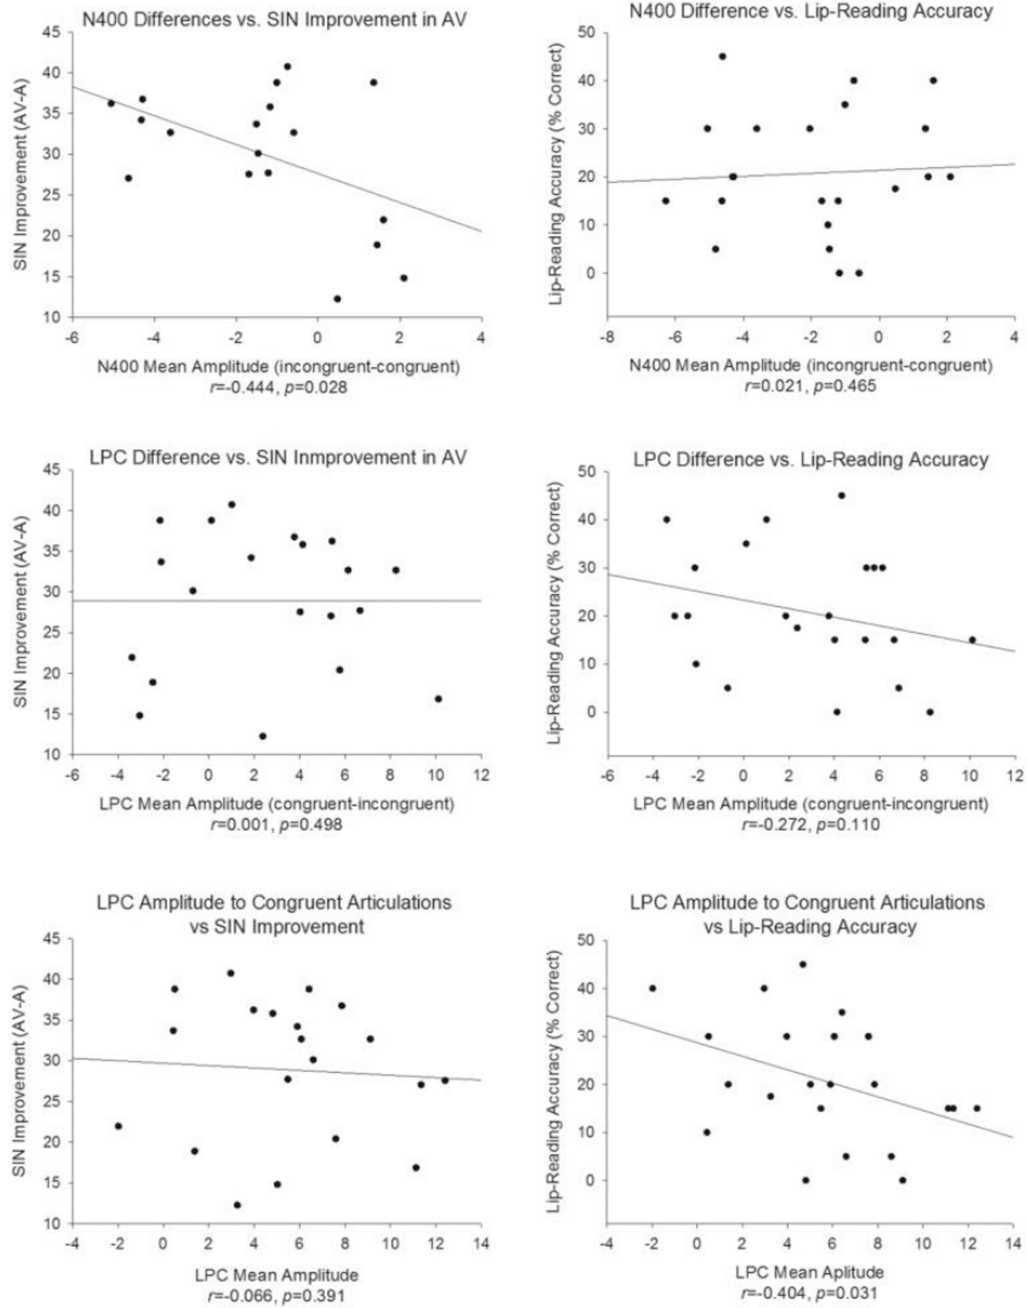 N400 Differences vs. SIN Improvement in AV
45
40
35
30
25
20
15
10
SIN Improvement (AV-A)
-6 -4 -2 0 2 4
N400 Mean Amplitude (incongruent-congruent)
r=-0.444, p=0.028
N400 Difference vs. Lip-Reading Accuracy
50
40
30
20
10
0
Lip-Reading Accuracy (% Correct)
-8 -6 -4 -2 0 2 4
N400 Mean Amplitude (incongruent-congruent)
r=0.021, p=0.465
LPC Difference vs. SIN Inmprovement in AV
45
40
35
30
25
20
15
10
SIN Improvement (AV-A)
-6 -4 -2 0 2 4 6 8 10 12
LPC Mean Amplitude (congruent-incongruent)
r=0.001, p=0.498
LPC Difference vs. Lip-Reading Accuracy
50
40
30
20
10
0
Lip-Reading Accuracy (% Correct)
-6 -4 -2 0 2 4 6 8 10 12
LPC Mean Amplitude (congruent-incongruent)
r=-0.272, p=0.110
LPC Amplitude to Congruent Articulations
vs SIN Improvement
45
40
35
30
25
20
15
10
SIN Improvement (AV-A)
-4 -2 0 2 4 6 8 10 12 14
LPC Mean Amplitude
r=-0.066, p=0.391
LPC Amplitude to Congruent Articulations
vs Lip-Reading Accuracy
50
40
30
20
10
0
Lip-Reading Accuracy (% Correct)
-4 -2 0 2 4 6 8 10 12 14
LPC Mean Aplitude
r=-0.404, p=0.031